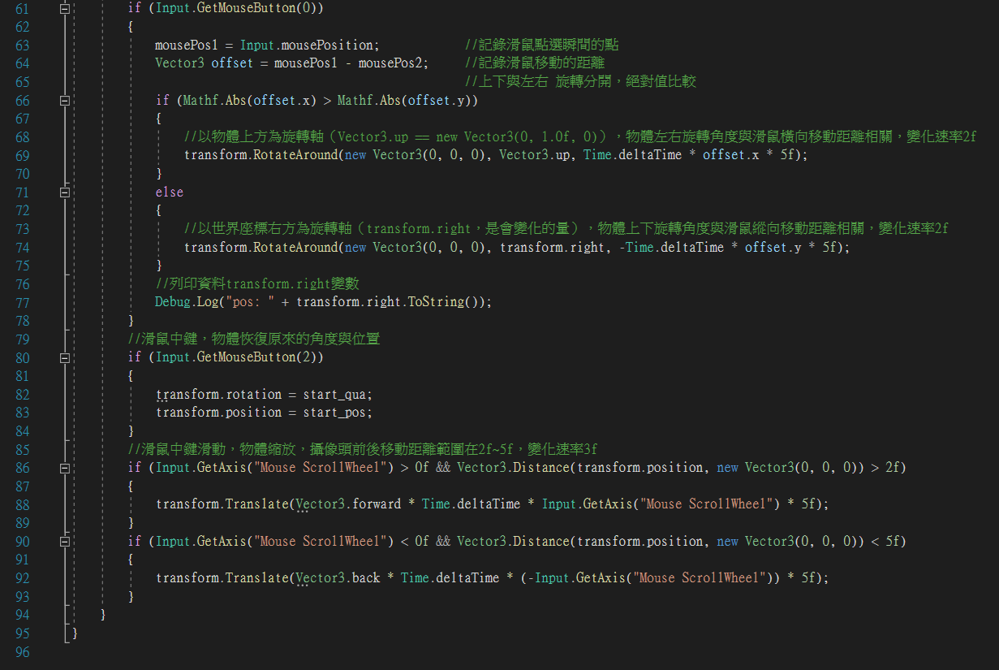 61 if (Input.GetMouseButton(0))
62 {
63 mousePos1 = Input.mousePosition; //記錄滑鼠點選瞬間的點
64 Vector3 offset = mousePos1 - mousePos2; //記錄滑鼠移動的距離
65 //上下與左右 旋轉分開，絕對值比較
66 if (Mathf.Abs(offset.x) > Mathf.Abs(offset.y))
67 {
68 //以物體上方為旋轉軸（Vector3.up == new Vector3(0, 1.0f, 0)），物體左右旋轉角度與滑鼠橫向移動距離相關，變化速率2f
69 transform.RotateAround(new Vector3(0, 0, 0), Vector3.up, Time.deltaTime * offset.x * 5f);
70 }
71 else
72 {
73 //以世界座標右方為旋轉軸（transform.right，是會變化的量），物體上下旋轉角度與滑鼠縱向移動距離相關，變化速率2f
74 transform.RotateAround(new Vector3(0, 0, 0), transform.right, -Time.deltaTime * offset.y * 5f);
75 }
76 //列印資料transform.right變數
77 Debug.Log("pos: " + transform.right.ToString());
78 }
79 //滑鼠中鍵，物體恢復原來的角度與位置
80 if (Input.GetMouseButton(2))
81 {
82 transform.rotation = start_qua;
83 transform.position = start_pos;
84 }
85 //滑鼠中鍵滑動，物體縮放，攝像頭前後移動距離範圍在2f~5f，變化速率3f
86 if (Input.GetAxis("Mouse ScrollWheel") > 0f && Vector3.Distance(transform.position, new Vector3(0, 0, 0)) > 2f)
87 {
88 transform.Translate(Vector3.forward * Time.deltaTime * Input.GetAxis("Mouse ScrollWheel") * 5f);
89 }
90 if (Input.GetAxis("Mouse ScrollWheel") < 0f && Vector3.Distance(transform.position, new Vector3(0, 0, 0)) < 5f)
91 {
92 transform.Translate(Vector3.back * Time.deltaTime * (-Input.GetAxis("Mouse ScrollWheel")) * 5f);
93 }
94 }
95 }
96